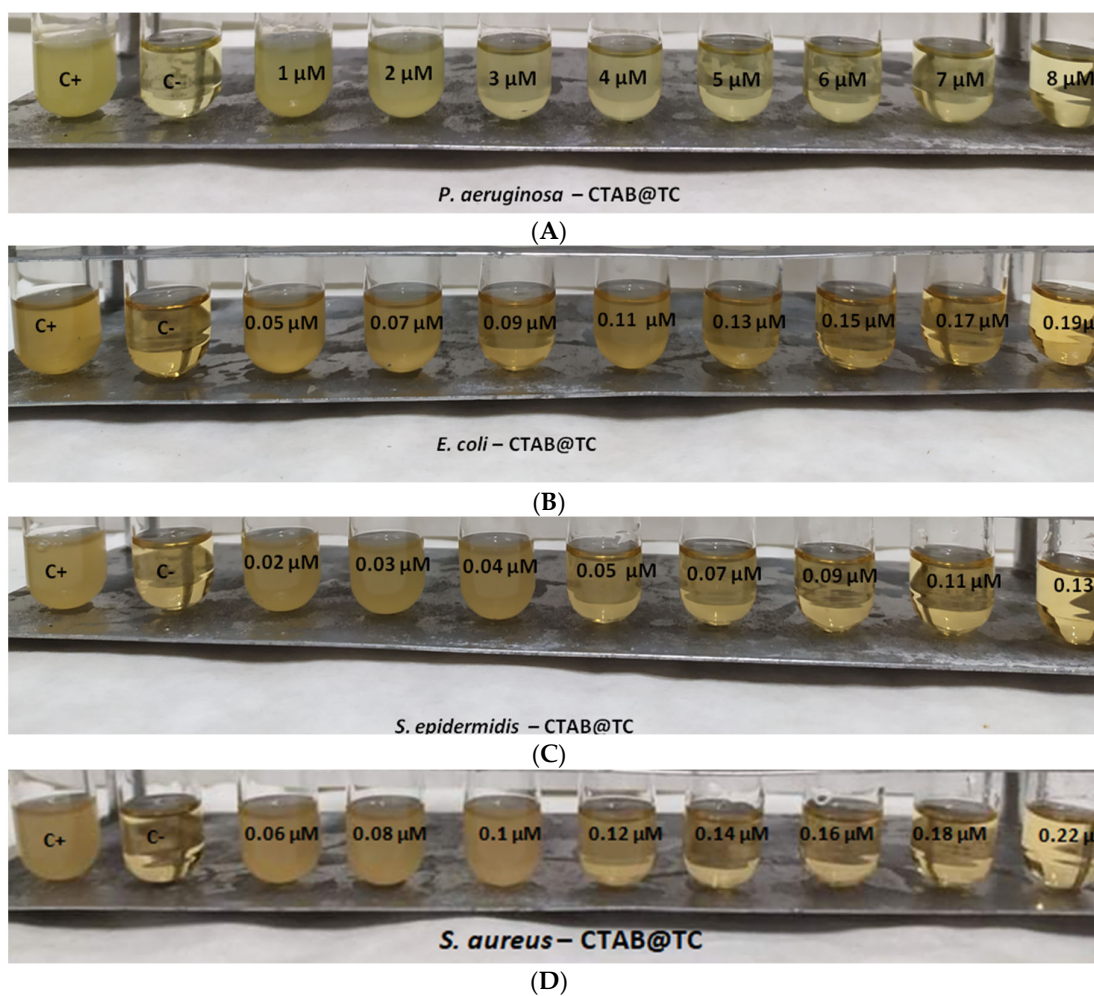 C+ C- 1 µM 2 µM 3 µM 4 µM 5 µM 6 µM 7 µM 8 µM
P. aeruginosa – CTAB@TC
(A)
C+ C- 0.05 µM 0.07 µM 0.09 µM 0.11 µM 0.13 µM 0.15 µM 0.17 µM 0.19µ
E. coli – CTAB@TC
(B)
C+ C- 0.02 µM 0.03 µM 0.04 µM 0.05 µM 0.07 µM 0.09 µM 0.11 µM 0.13
S. epidermidis – CTAB@TC
(C)
C+ C- 0.06 µM 0.08 µM 0.1 µM 0.12 µM 0.14 µM 0.16 µM 0.18 µM 0.22 µ
S. aureus – CTAB@TC
(D)